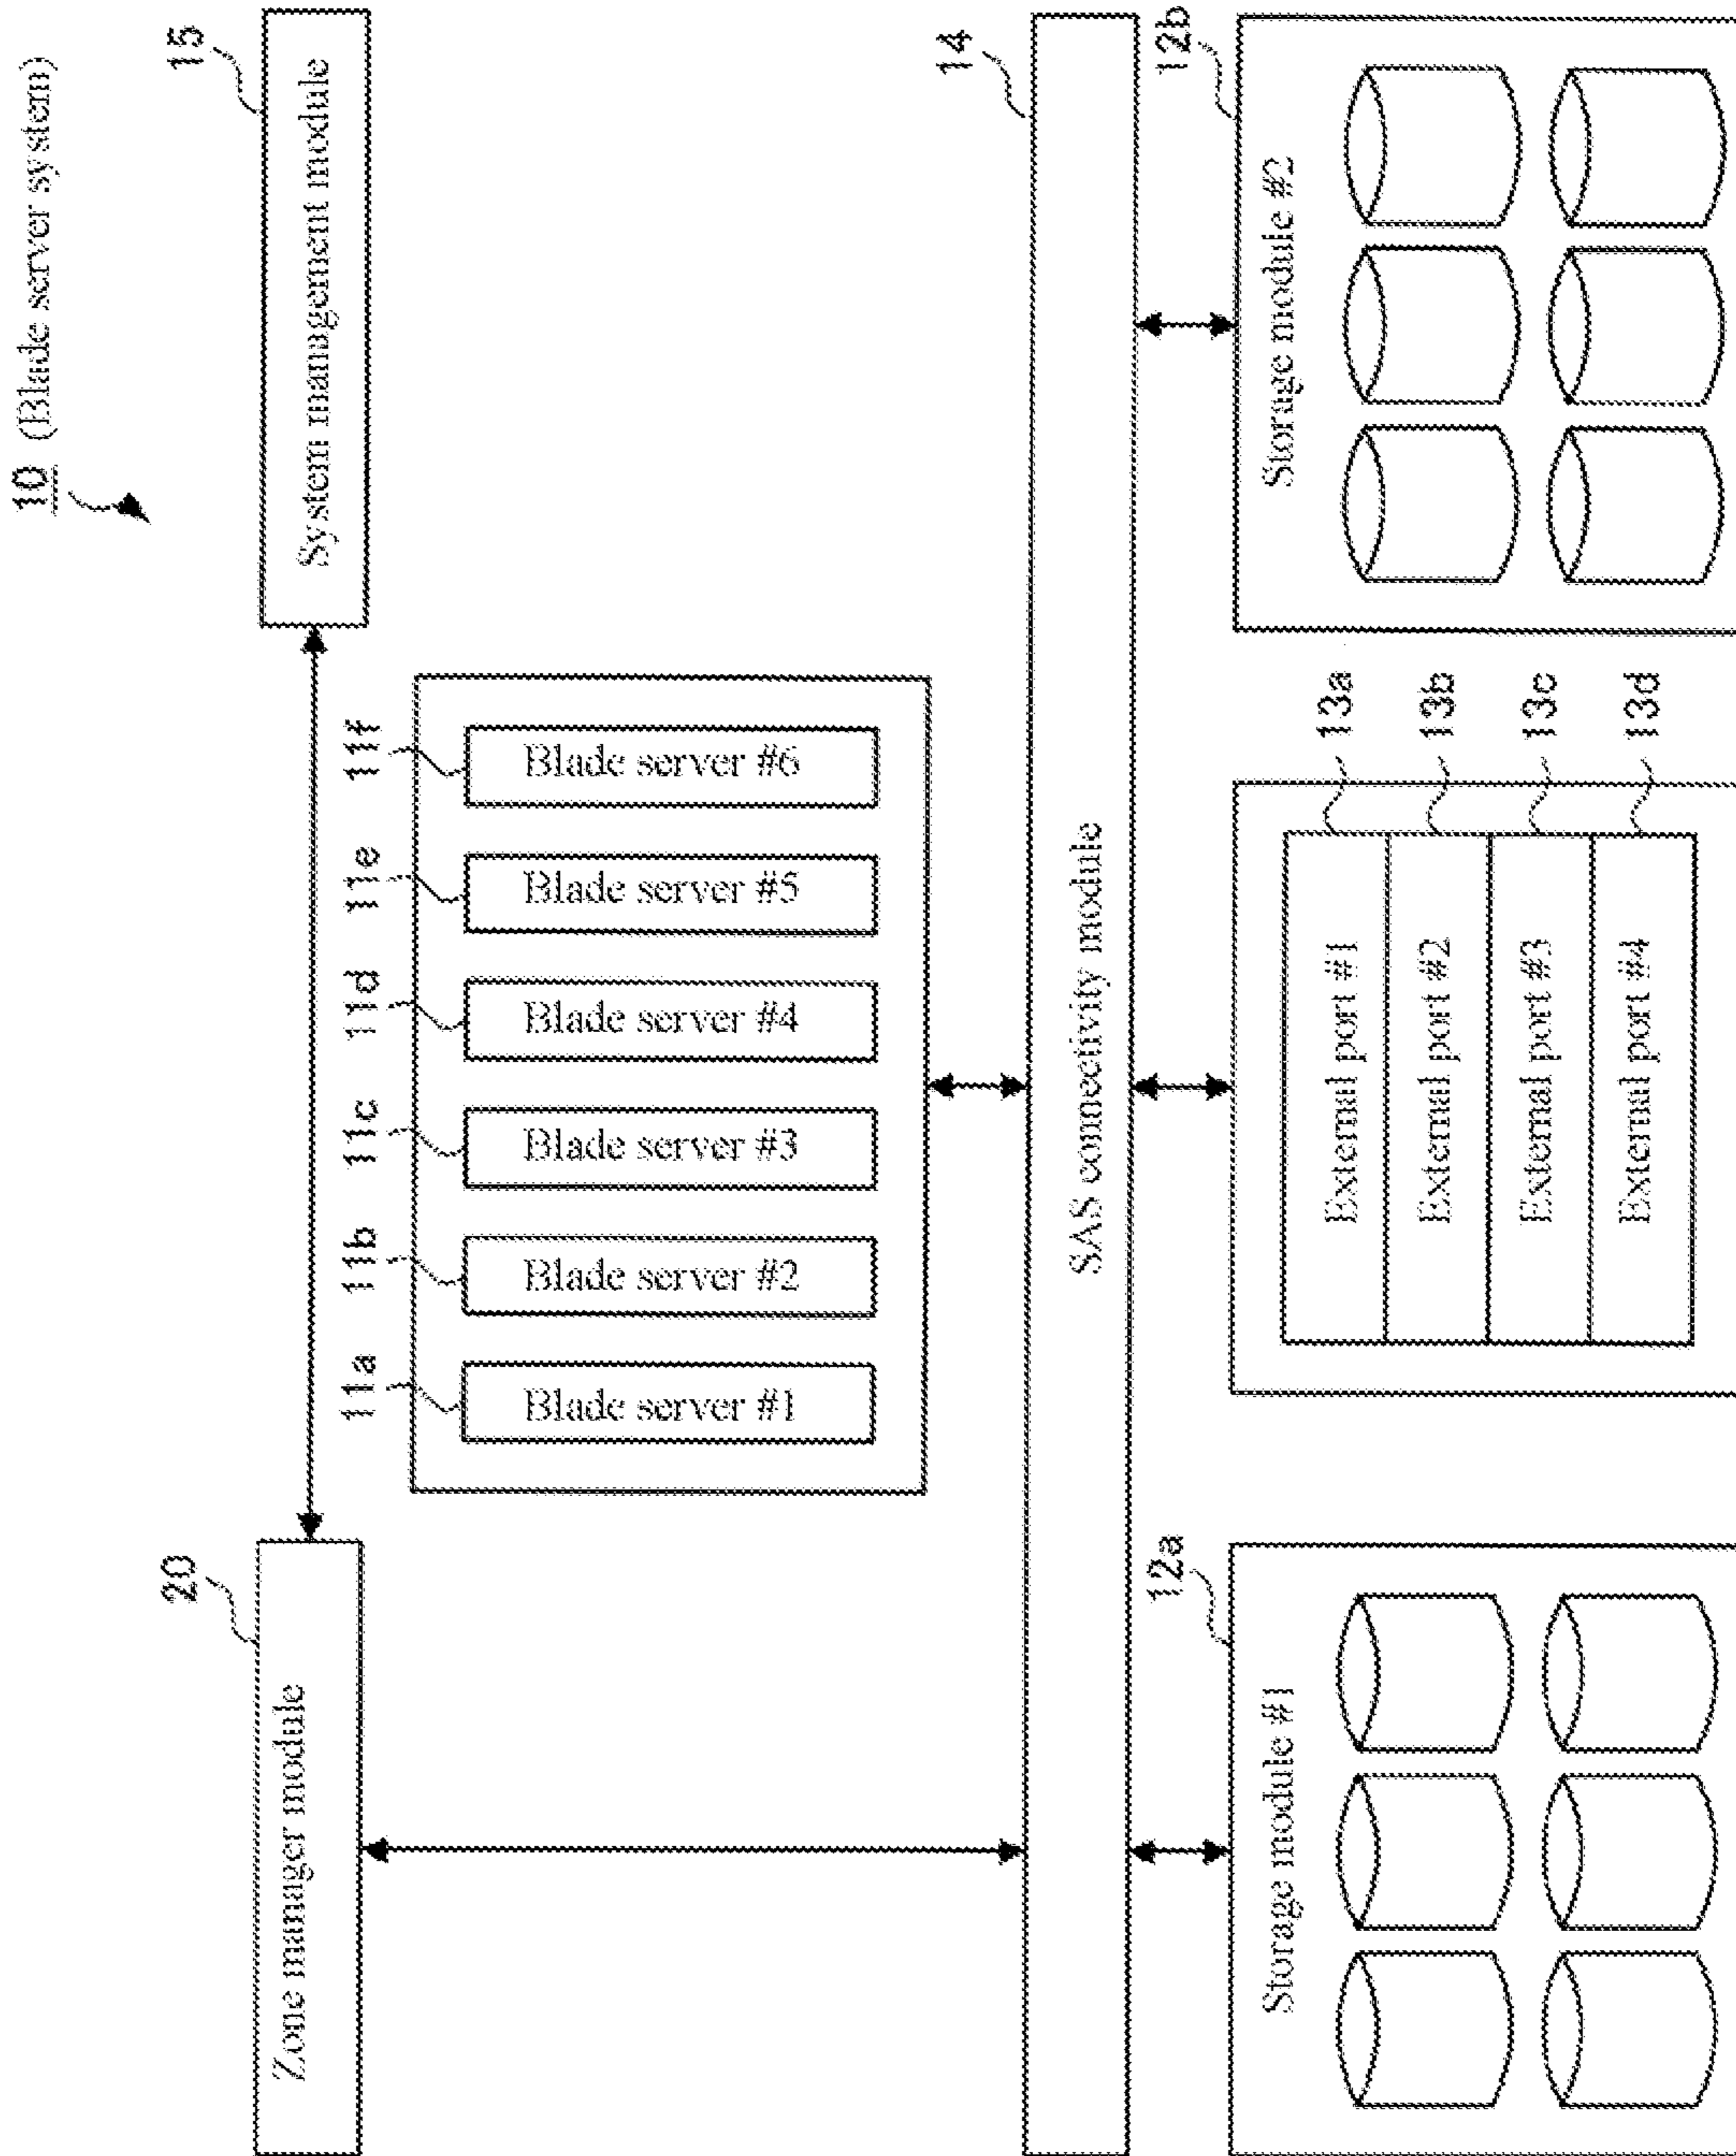 10 (Blade server system)
20
15
Zone manager module
System management module
11a
11b
11c
11d
11e
11f
Blade server #1
Blade server #2
Blade server #3
Blade server #4
Blade server #5
Blade server #6
14
SAS connectivity module
12a
12b
Storage module #1
Storage module #2
13a
13b
13c
13d
External port #1
External port #2
External port #3
External port #4